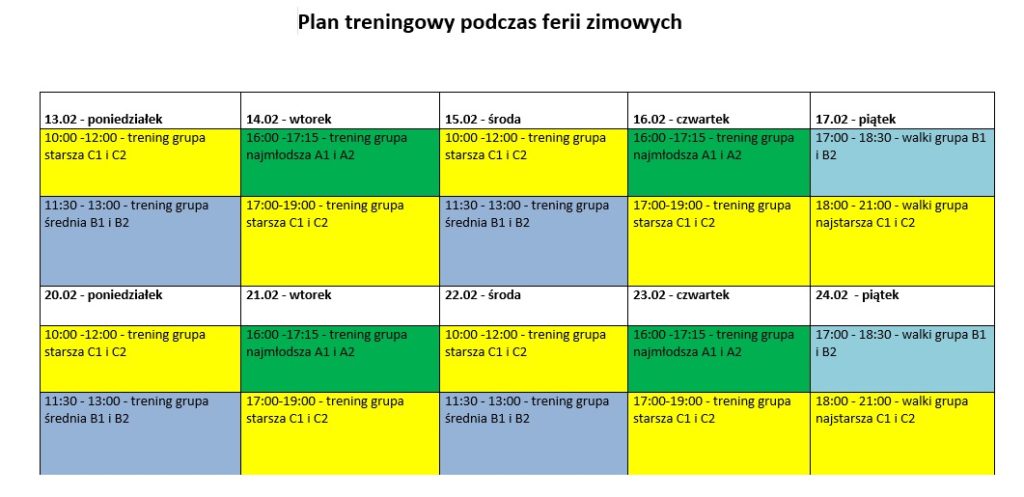 Plan treningowy podczas ferii zimowych
13.02 - poniedziałek
14.02 - wtorek
15.02 - środa
16.02 - czwartek
17.02 - piątek
10:00 -12:00 - trening grupa
starsza C1 i C2
16:00 -17:15 - trening grupa
najmłodsza A1 i A2
10:00 -12:00 - trening grupa
starsza C1 i C2
16:00 -17:15 - trening grupa
najmłodsza A1 i A2
17:00 - 18:30 - walki grupa B1
i B2
11:30 - 13:00 - trening grupa
średnia B1 i B2
17:00-19:00 - trening grupa
starsza C1 i C2
11:30 - 13:00 - trening grupa
średnia B1 i B2
17:00-19:00 - trening grupa
starsza C1 i C2
18:00 - 21:00 - walki grupa
najstarsza C1 i C2
20.02 - poniedziałek
21.02 - wtorek
22.02 - środa
23.02 - czwartek
24.02 - piątek
10:00 -12:00 - trening grupa
starsza C1 i C2
16:00 -17:15 - trening grupa
najmłodsza A1 i A2
10:00 -12:00 - trening grupa
starsza C1 i C2
16:00 -17:15 - trening grupa
najmłodsza A1 i A2
17:00 - 18:30 - walki grupa B1
i B2
11:30 - 13:00 - trening grupa
średnia B1 i B2
17:00-19:00 - trening grupa
starsza C1 i C2
11:30 - 13:00 - trening grupa
średnia B1 i B2
17:00-19:00 - trening grupa
starsza C1 i C2
18:00 - 21:00 - walki grupa
najstarsza C1 i C2